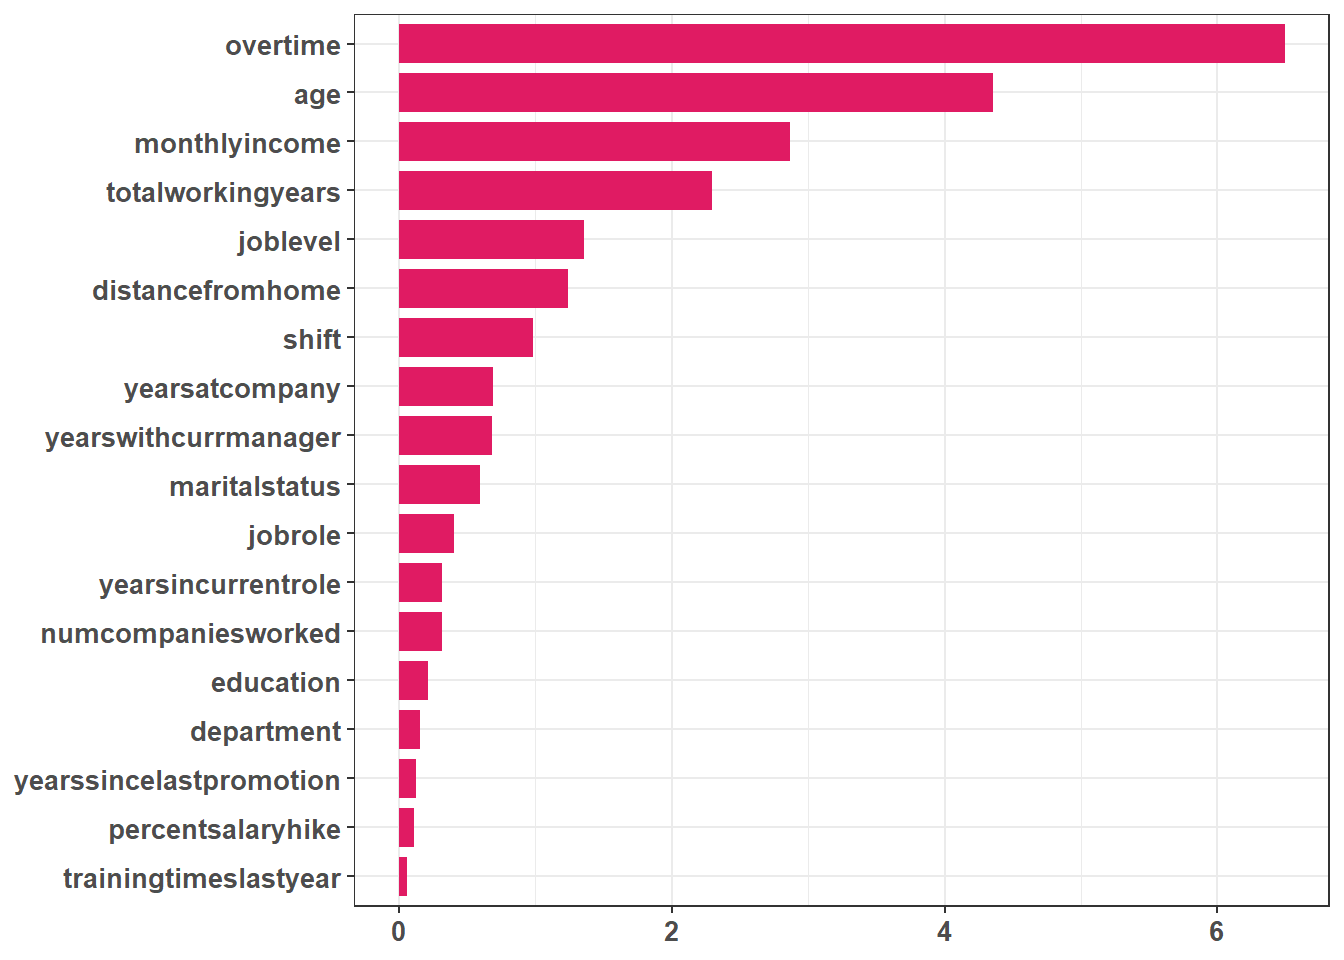 overtime
age
monthlyincome
totalworkingyears
joblevel
distancefromhome
shift
yearsatcompany
yearswithcurrmanager
maritalstatus
jobrole
yearsincurrentrole
numcompaniesworked
education
department
yearssincelastpromotion
percentsalaryhike
trainingtimeslastyear
0 2 4 6